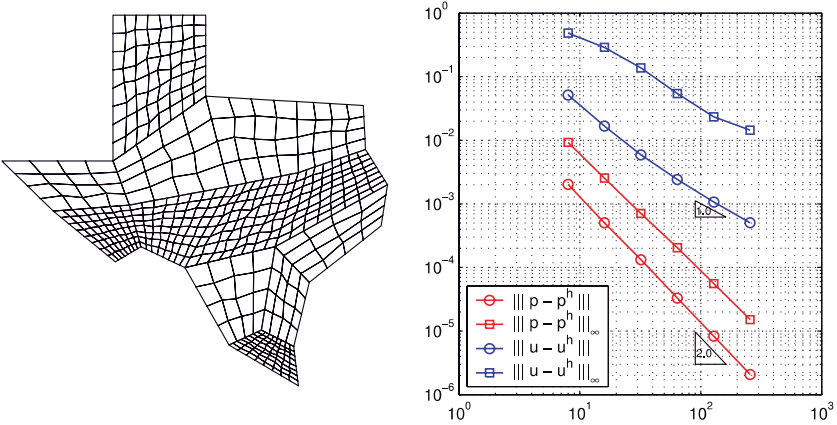 10^0
10^-1
10^-2
10^-3
10^-4
10^-5
10^-6
1.0
2.0
||| p − p^h |||
||| p − p^h |||_∞
||| u − u^h |||
||| u − u^h |||_∞
10^0 10^1 10^2 10^3